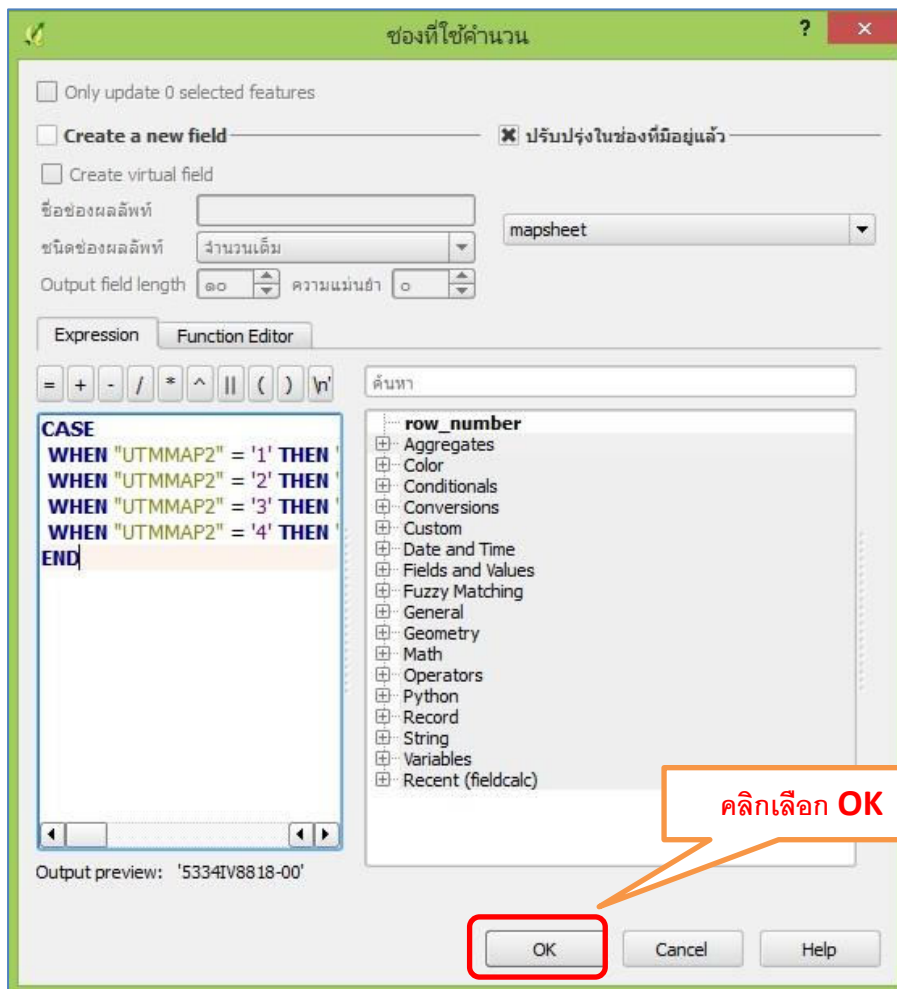 ช่องที่ใช้คำนวน
? ×
Only update 0 selected features
Create a new field
ปรับปรุ่งในช่องที่มีอยู่แล้ว
Create virtual field
ชื่อช่องผลลัพท์
mapsheet
ชนิดช่องผลลัพท์ จำนวนเต็ม
Output field length ๑๐ ความแม่นยำ ๐
Expression Function Editor
= + - / * ^ || ( ) \n'
ค้นหา
CASE
WHEN "UTMMAP2" = '1' THEN '
WHEN "UTMMAP2" = '2' THEN '
WHEN "UTMMAP2" = '3' THEN '
WHEN "UTMMAP2" = '4' THEN '
END
row_number
Aggregates
Color
Conditionals
Conversions
Custom
Date and Time
Fields and Values
Fuzzy Matching
General
Geometry
Math
Operators
Python
Record
String
Variables
Recent (fieldcalc)
คลิกเลือก OK
Output preview: '5334IV8818-00'
OK Cancel Help